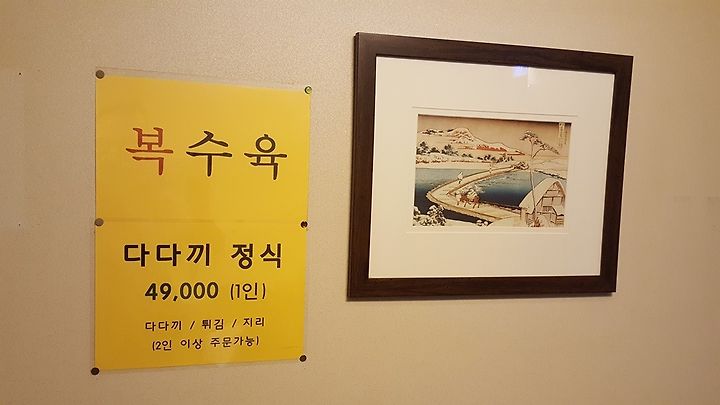 복수육
다다끼 정식
49,000 (1인)
다다끼 / 튀김 / 지리
(2인 이상 주문가능)